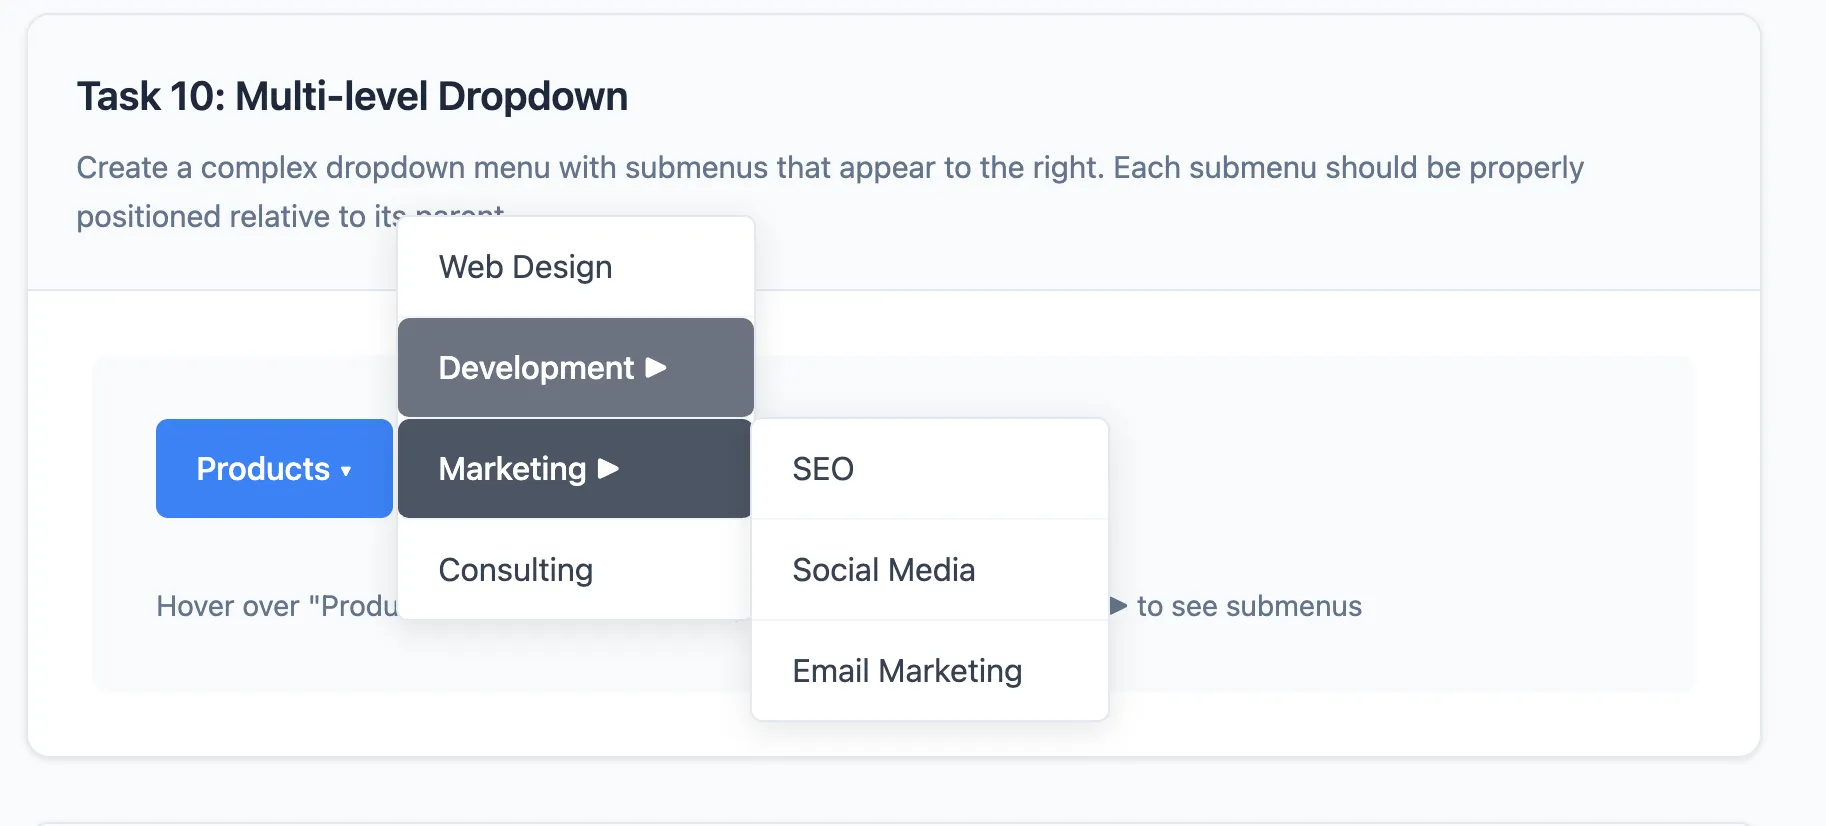 Task 10: Multi-level Dropdown
Create a complex dropdown menu with submenus that appear to the right. Each submenu should be properly
positioned relative to its parent
Web Design
Development ▶
Products ▾
Marketing ▶
SEO
Consulting
Social Media
Hover over "Produ ▶ to see submenus
Email Marketing